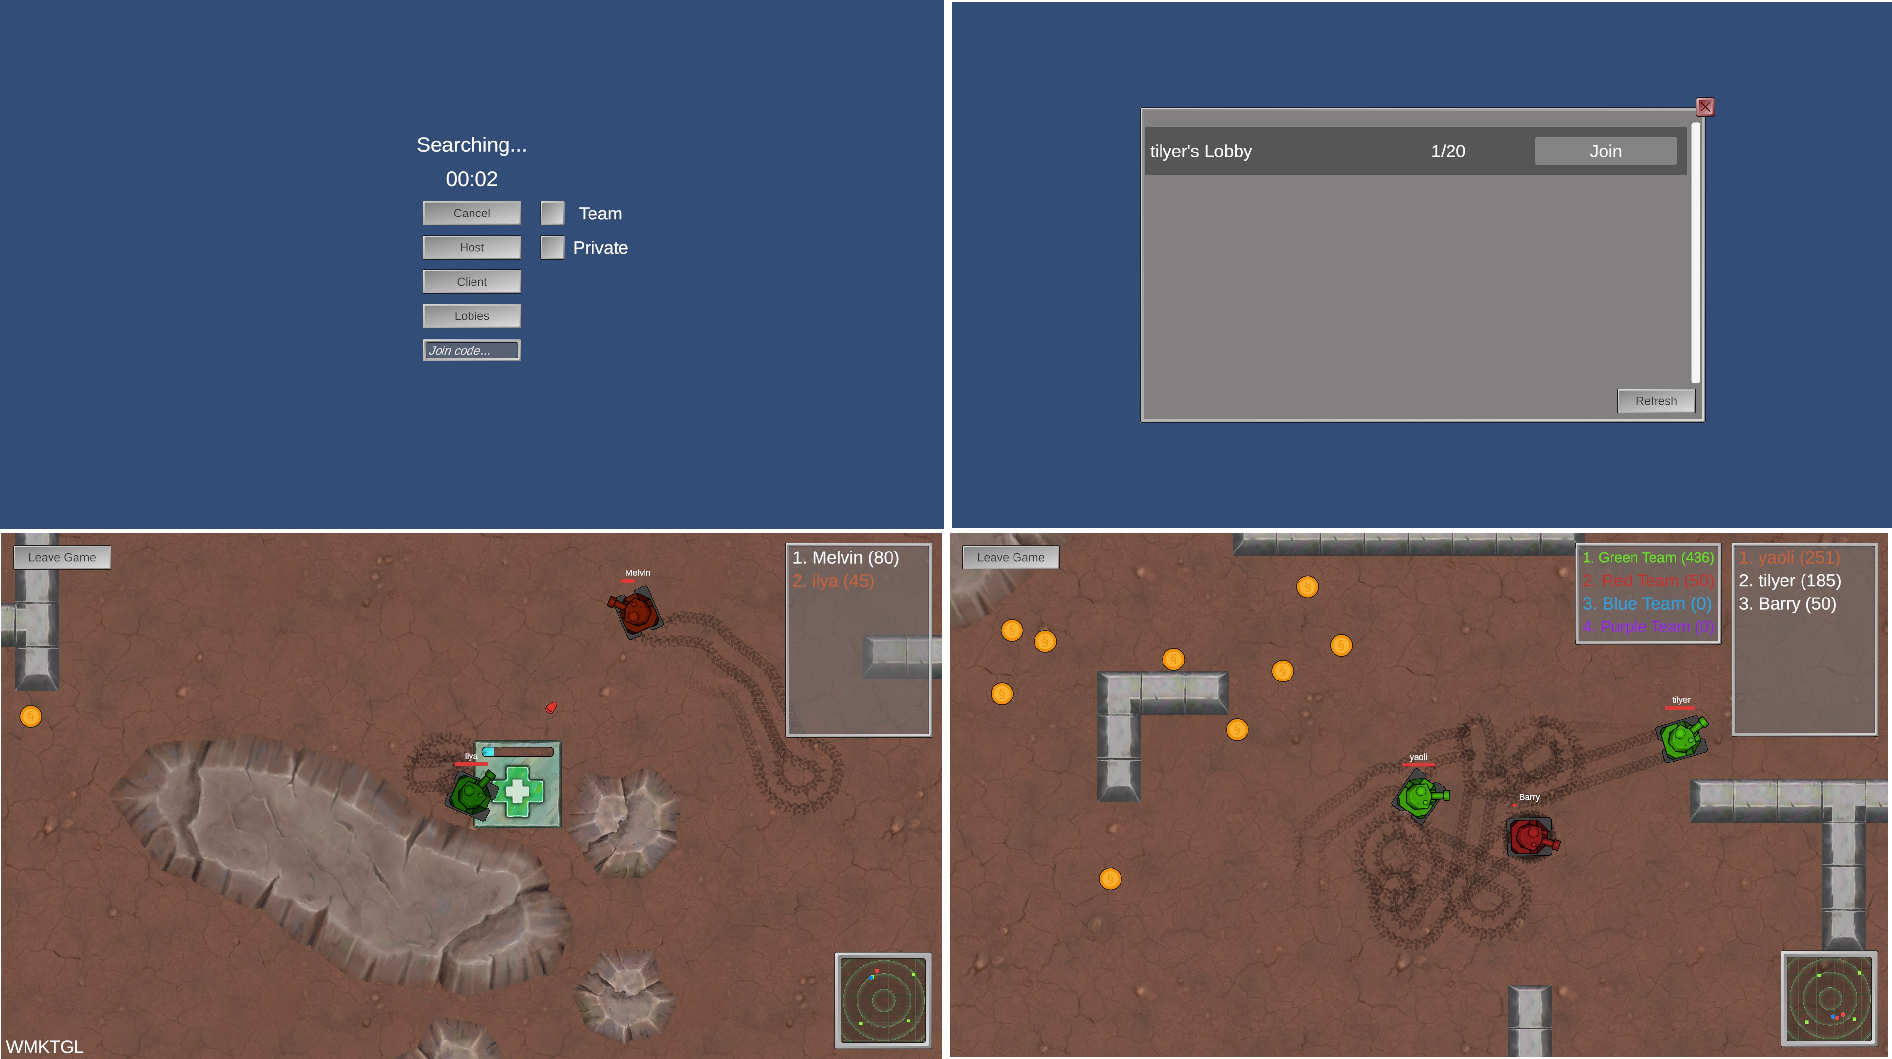 Searching...
00:02
Cancel
Team
Host
Private
Client
Lobies
Join code...
tilyer's Lobby 1/20 Join
Refresh
Leave Game
Melvin
1. Melvin (80)
2. ilya (45)
ilya
WMKTGL
Leave Game
1. Green Team (436)
2. Red Team (50)
3. Blue Team (0)
4. Purple Team (0)
1. yaoli (251)
2. tilyer (185)
3. Barry (50)
tilyer
yaoli
Barry